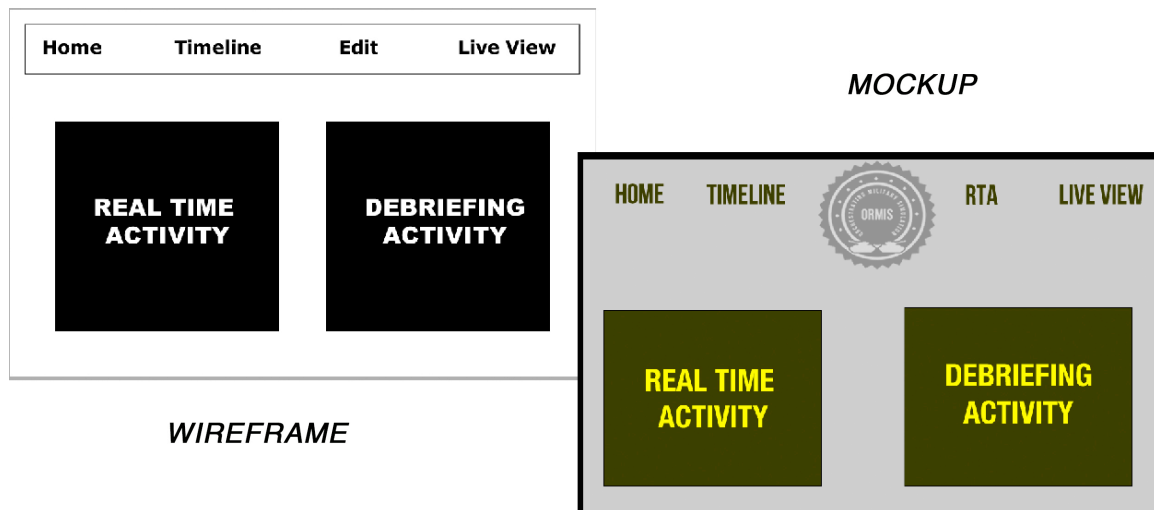 Home Timeline Edit Live View
REAL TIME
ACTIVITY
DEBRIEFING
ACTIVITY
WIREFRAME
MOCKUP
HOME TIMELINE ORMIS RTA LIVE VIEW
REAL TIME
ACTIVITY
DEBRIEFING
ACTIVITY